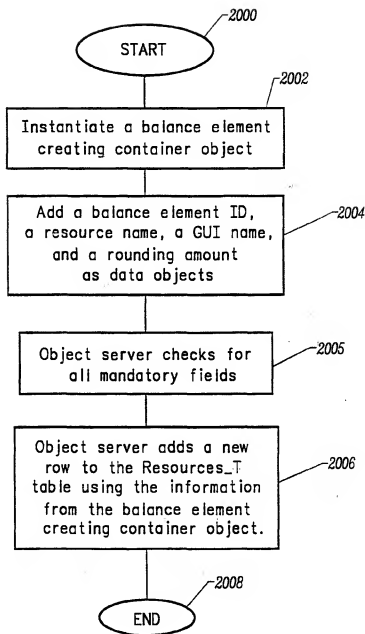 2000
START
2002
Instantiate a balance element
creating container object
2004
Add a balance element ID,
a resource name, a GUI name,
and a rounding amount
as data objects
2005
Object server checks for
all mandatory fields
2006
Object server adds a new
row to the Resources_T
table using the information
from the balance element
creating container object.
2008
END